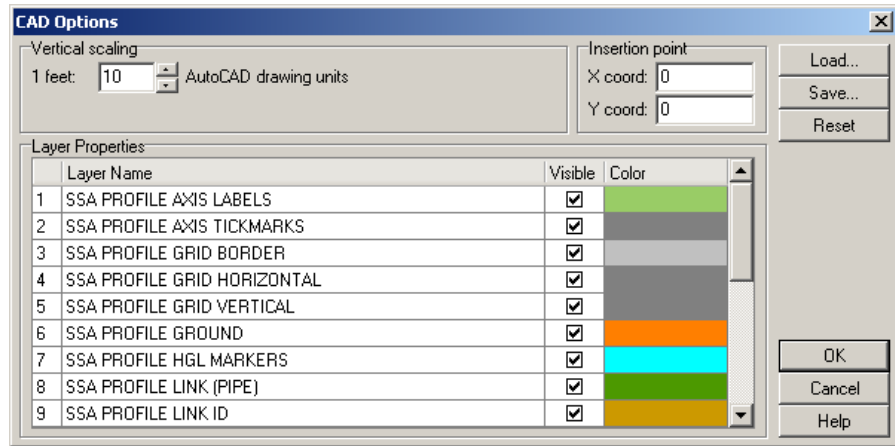 CAD Options
Vertical scaling
1 feet: 10 AutoCAD drawing units
Insertion point
X coord: 0
Y coord: 0
Load...
Save...
Reset
Layer Properties
Layer Name Visible Color
1 SSA PROFILE AXIS LABELS
2 SSA PROFILE AXIS TICKMARKS
3 SSA PROFILE GRID BORDER
4 SSA PROFILE GRID HORIZONTAL
5 SSA PROFILE GRID VERTICAL
6 SSA PROFILE GROUND
7 SSA PROFILE HGL MARKERS
8 SSA PROFILE LINK (PIPE)
9 SSA PROFILE LINK ID
OK
Cancel
Help